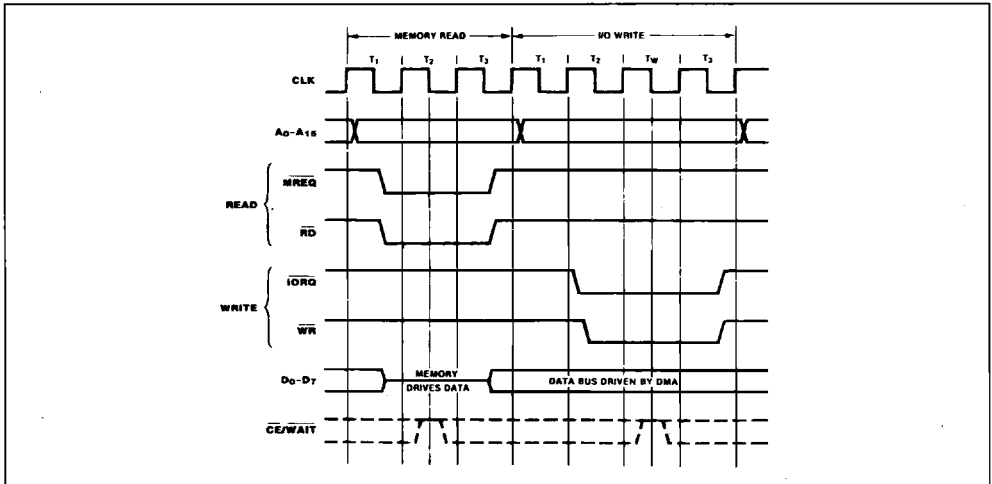 MEMORY READ I/O WRITE
T1 T2 T3 T1 T2 TW T3
CLK
A0-A15
MREQ
READ
RD
IORQ
WRITE
WR
D0-D7 MEMORY DRIVES DATA DATA BUS DRIVEN BY DMA
CE/WAIT